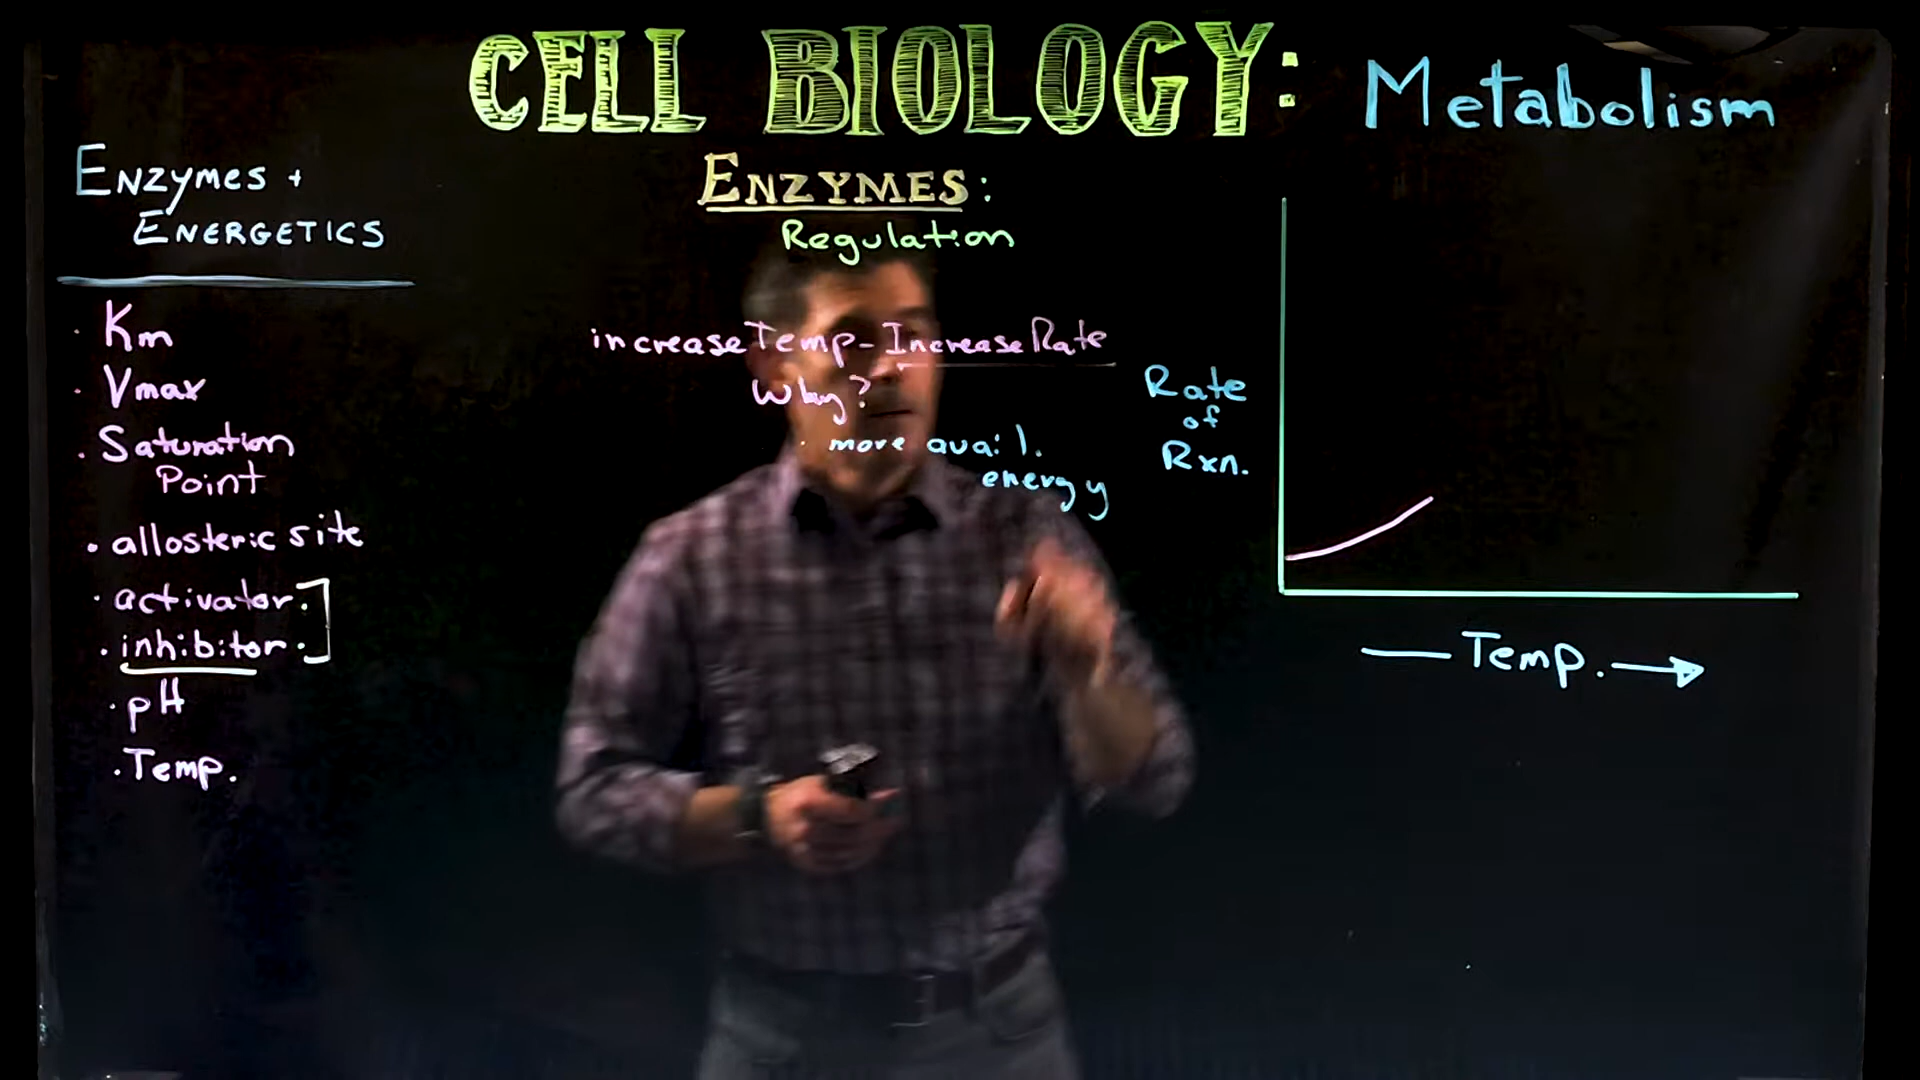 CELL BIOLOGY: Metabolism
Enzymes +
ENERGETICS
· Km
· Vmax
· Saturation
Point
· allosteric site
· activator ·
· inhibitor ·
· pH
· Temp.
ENZYMES:
Regulation
increase Temp - Increase Rate
Why?
· more avail.
energy
Rate
of
Rxn.
Temp.